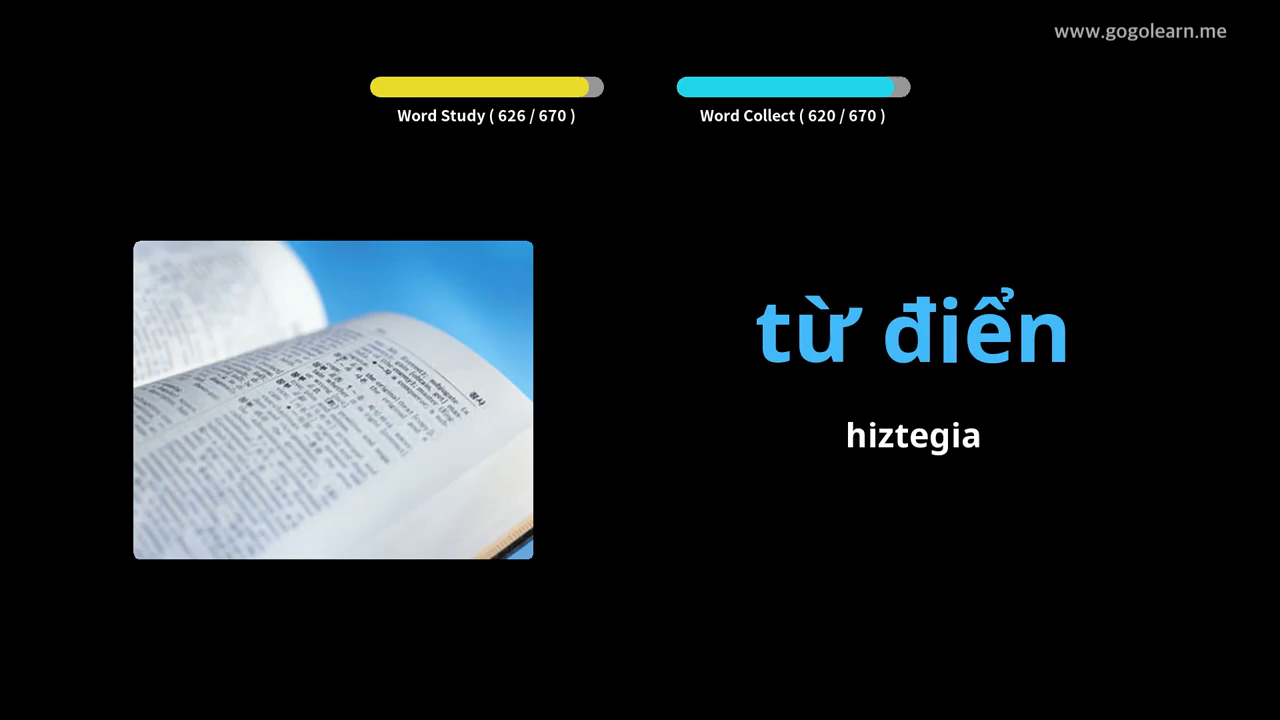 www.gogolearn.me
Word Study ( 626 / 670 )
Word Collect ( 620 / 670 )
từ điển
hiztegia